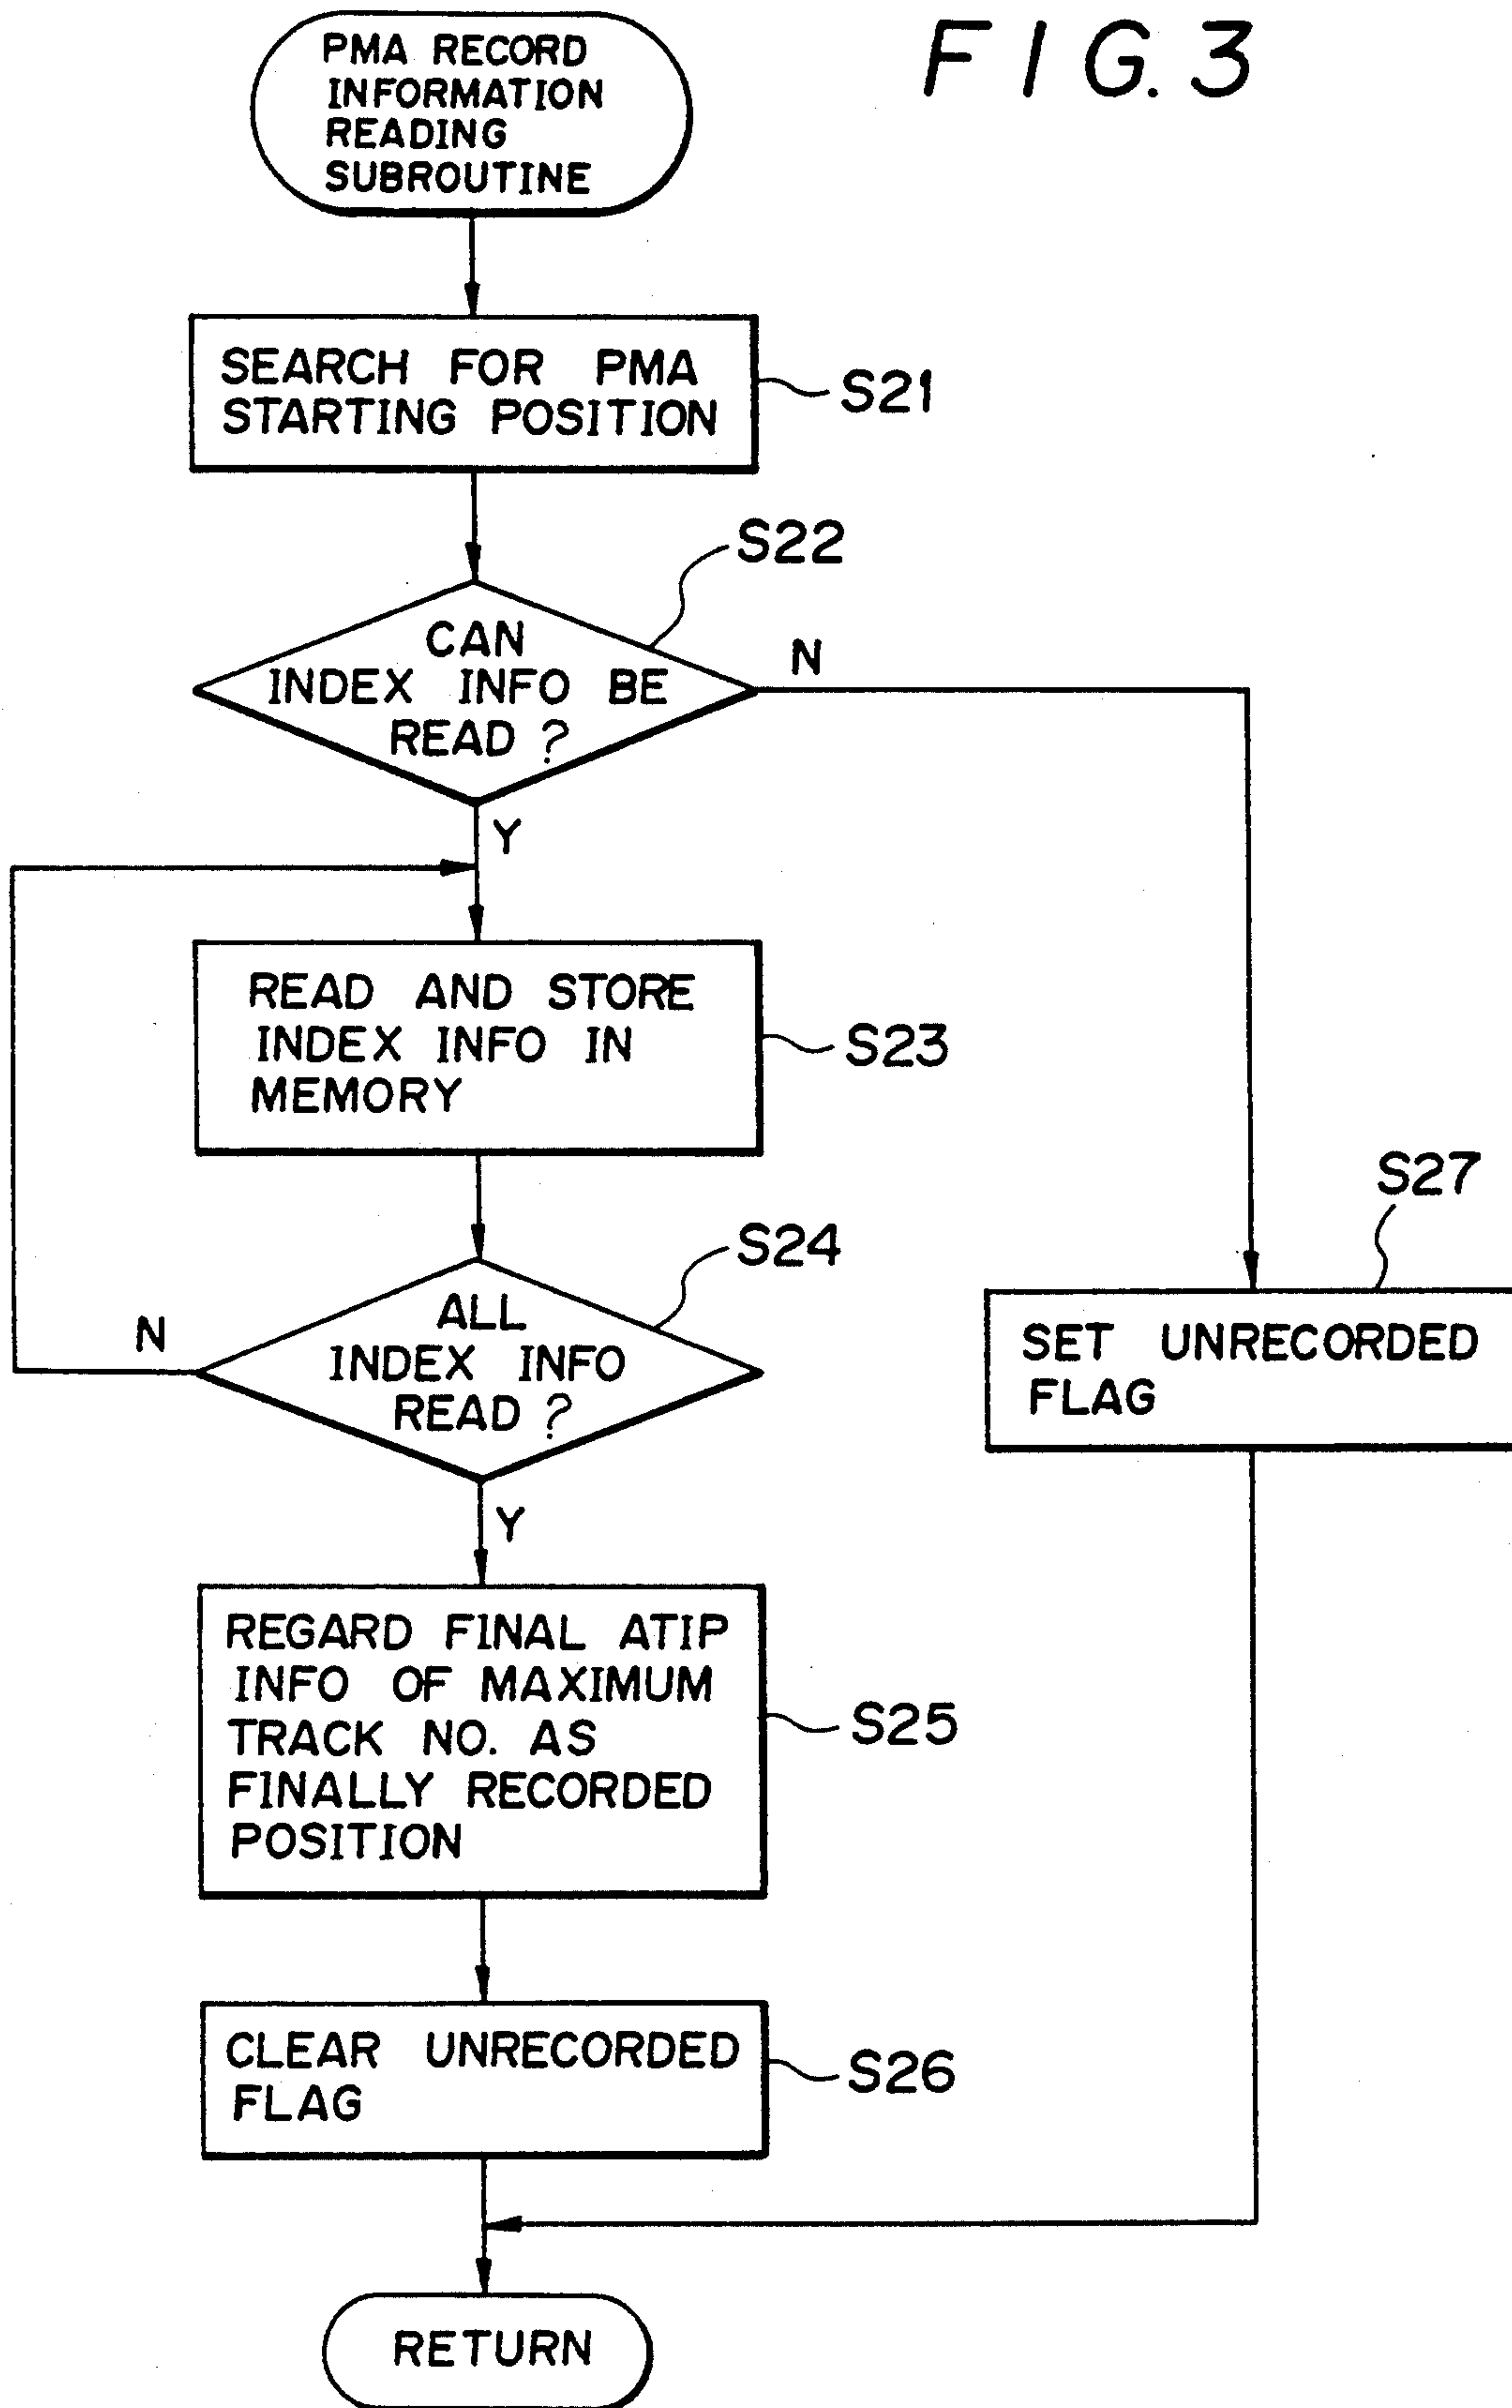 FIG. 3
PMA RECORD
INFORMATION
READING
SUBROUTINE
SEARCH FOR PMA
STARTING POSITION
S21
S22
CAN
INDEX INFO BE
READ ?
N
Y
READ AND STORE
INDEX INFO IN
MEMORY
S23
S24
ALL
INDEX INFO
READ ?
N
Y
S27
SET UNRECORDED
FLAG
REGARD FINAL ATIP
INFO OF MAXIMUM
TRACK NO. AS
FINALLY RECORDED
POSITION
S25
CLEAR UNRECORDED
FLAG
S26
RETURN